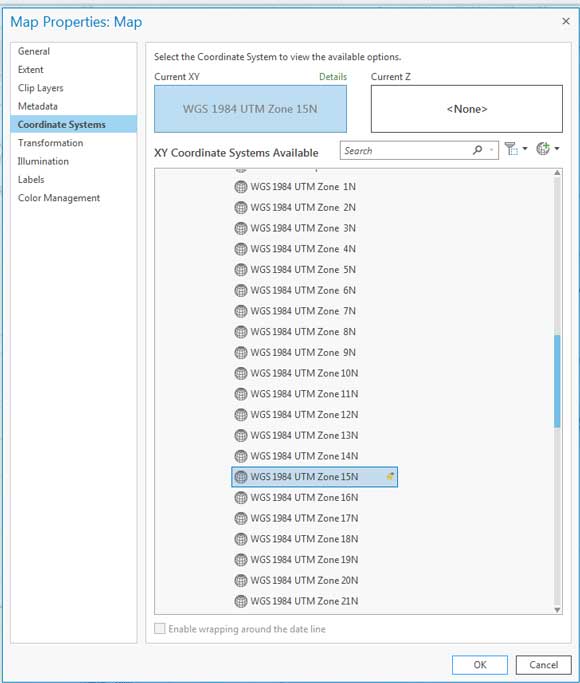 Map Properties: Map
General
Extent
Clip Layers
Metadata
Coordinate Systems
Transformation
Illumination
Labels
Color Management
Select the Coordinate System to view the available options.
Current XY
Details
Current Z
WGS 1984 UTM Zone 15N
<None>
XY Coordinate Systems Available
Search
WGS 1984 UTM Zone 1N
WGS 1984 UTM Zone 2N
WGS 1984 UTM Zone 3N
WGS 1984 UTM Zone 4N
WGS 1984 UTM Zone 5N
WGS 1984 UTM Zone 6N
WGS 1984 UTM Zone 7N
WGS 1984 UTM Zone 8N
WGS 1984 UTM Zone 9N
WGS 1984 UTM Zone 10N
WGS 1984 UTM Zone 11N
WGS 1984 UTM Zone 12N
WGS 1984 UTM Zone 13N
WGS 1984 UTM Zone 14N
WGS 1984 UTM Zone 15N
WGS 1984 UTM Zone 16N
WGS 1984 UTM Zone 17N
WGS 1984 UTM Zone 18N
WGS 1984 UTM Zone 19N
WGS 1984 UTM Zone 20N
WGS 1984 UTM Zone 21N
Enable wrapping around the date line
OK
Cancel